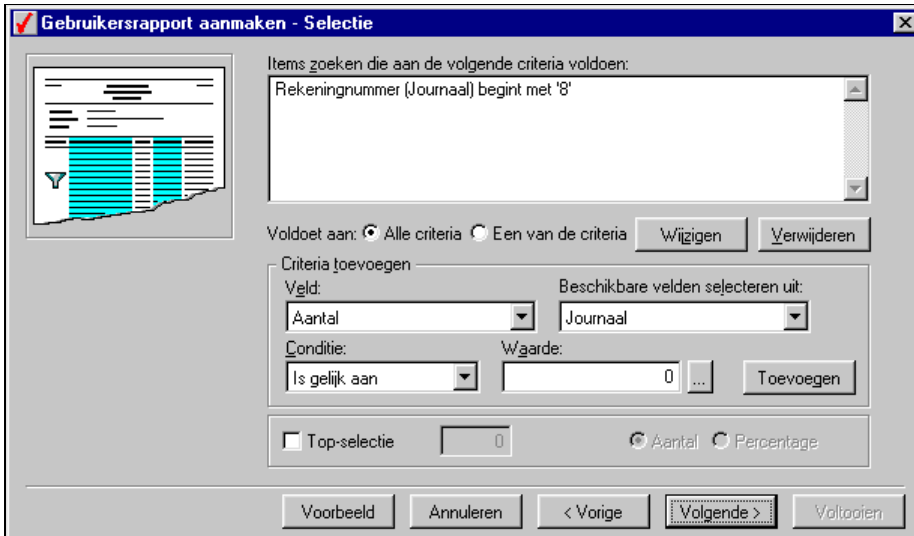 Gebruikersrapport aanmaken - Selectie
Items zoeken die aan de volgende criteria voldoen:
Rekeningnummer (Journaal) begint met '8'
Voldoet aan: Alle criteria Een van de criteria Wijzigen Verwijderen
Criteria toevoegen
Veld: Beschikbare velden selecteren uit:
Aantal Journaal
Conditie: Waarde:
Is gelijk aan 0 ... Toevoegen
Top-selectie 0 Aantal Percentage
Voorbeeld Annuleren < Vorige Volgende > Voltooien